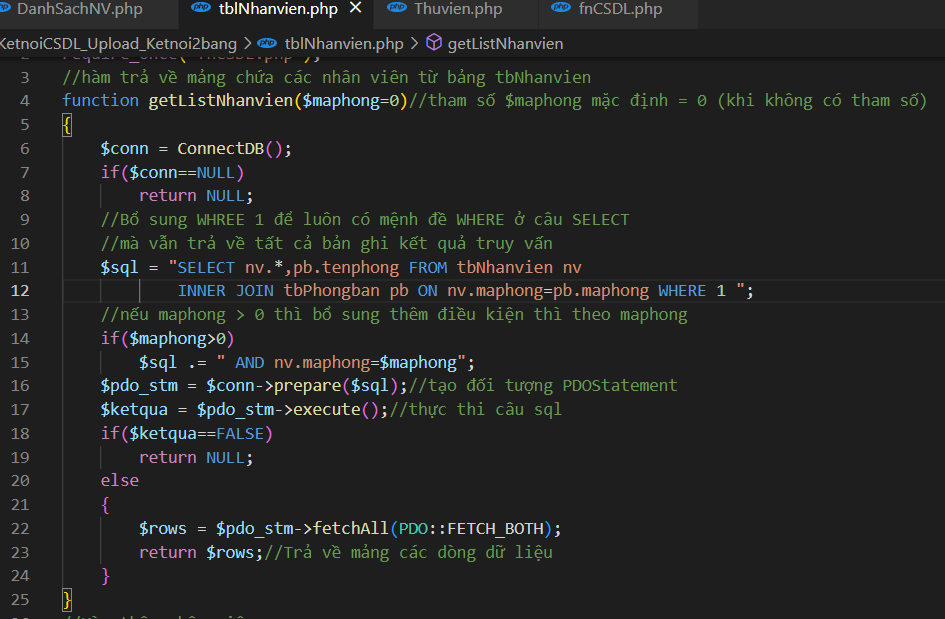 DanhSachNV.php tblNhanvien.php Thuvien.php fnCSDL.php
KetnoiCSDL_Upload_Ketnoi2bang > tblNhanvien.php > getListNhanvien
3 //hàm trả về mảng chứa các nhân viên từ bảng tbNhanvien
4 function getListNhanvien($maphong=0)//tham số $maphong mặc định = 0 (khi không có tham số)
5 {
6 $conn = ConnectDB();
7 if($conn==NULL)
8 return NULL;
9 //Bổ sung WHREE 1 để luôn có mệnh đề WHERE ở câu SELECT
10 //mà vẫn trả về tất cả bản ghi kết quả truy vấn
11 $sql = "SELECT nv.*,pb.tenphong FROM tbNhanvien nv
12 INNER JOIN tbPhongban pb ON nv.maphong=pb.maphong WHERE 1 ";
13 //nếu maphong > 0 thì bổ sung thêm điều kiện thì theo maphong
14 if($maphong>0)
15 $sql .= " AND nv.maphong=$maphong";
16 $pdo_stm = $conn->prepare($sql);//tạo đối tượng PDOStatement
17 $ketqua = $pdo_stm->execute();//thực thi câu sql
18 if($ketqua==FALSE)
19 return NULL;
20 else
21 {
22 $rows = $pdo_stm->fetchAll(PDO::FETCH_BOTH);
23 return $rows;//Trả về mảng các dòng dữ liệu
24 }
25 }